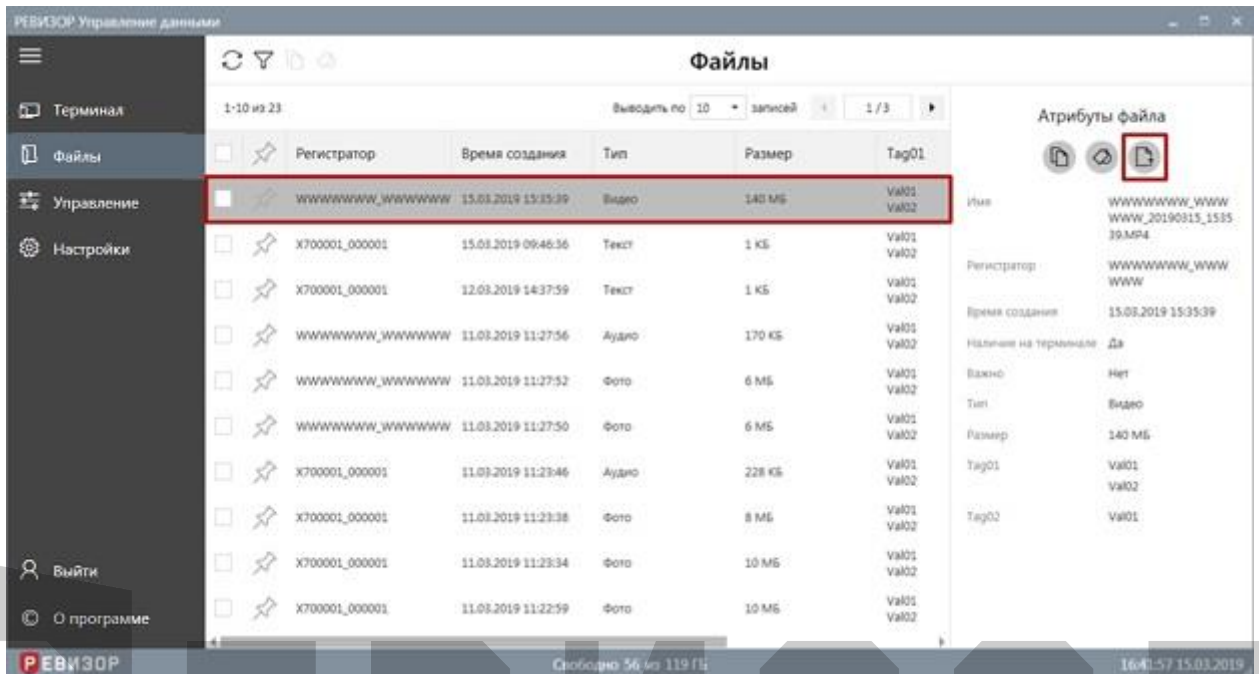 РЕВИЗОР Управление данными
Файлы
Терминал
Файлы
Управление
Настройки
Выйти
О программе
1-10 из 23 Выводить по 10 записей 1/3
Регистратор Время создания Тип Размер Tag01
WWWWWWW_WWWWWW 15.03.2019 15:35:39 Видео 140 МБ Val01
Val02
X700001_000001 15.03.2019 09:46:36 Текст 1 КБ Val01
Val02
X700001_000001 12.03.2019 14:37:59 Текст 1 КБ Val01
Val02
WWWWWWW_WWWWWW 11.03.2019 11:27:56 Аудио 170 КБ Val01
Val02
WWWWWWW_WWWWWW 11.03.2019 11:27:52 Фото 6 МБ Val01
Val02
WWWWWWW_WWWWWW 11.03.2019 11:27:50 Фото 6 МБ Val01
Val02
X700001_000001 11.03.2019 11:23:46 Аудио 228 КБ Val01
Val02
X700001_000001 11.03.2019 11:23:38 Фото 8 МБ Val01
Val02
X700001_000001 11.03.2019 11:23:34 Фото 10 МБ Val01
Val02
X700001_000001 11.03.2019 11:22:59 Фото 10 МБ Val01
Val02
Атрибуты файла
Имя WWWWWWW_WWW
WWW_20190315_1535
39.MP4
Регистратор WWWWWWW_WWW
WWW
Время создания 15.03.2019 15:35:39
Наличие на терминале Да
Важно Нет
Тип Видео
Размер 140 МБ
Tag01 Val01
Val02
Tag02 Val01
РЕВИЗОР Свободно 56 из 119 ГБ 16:41:57 15.03.2019